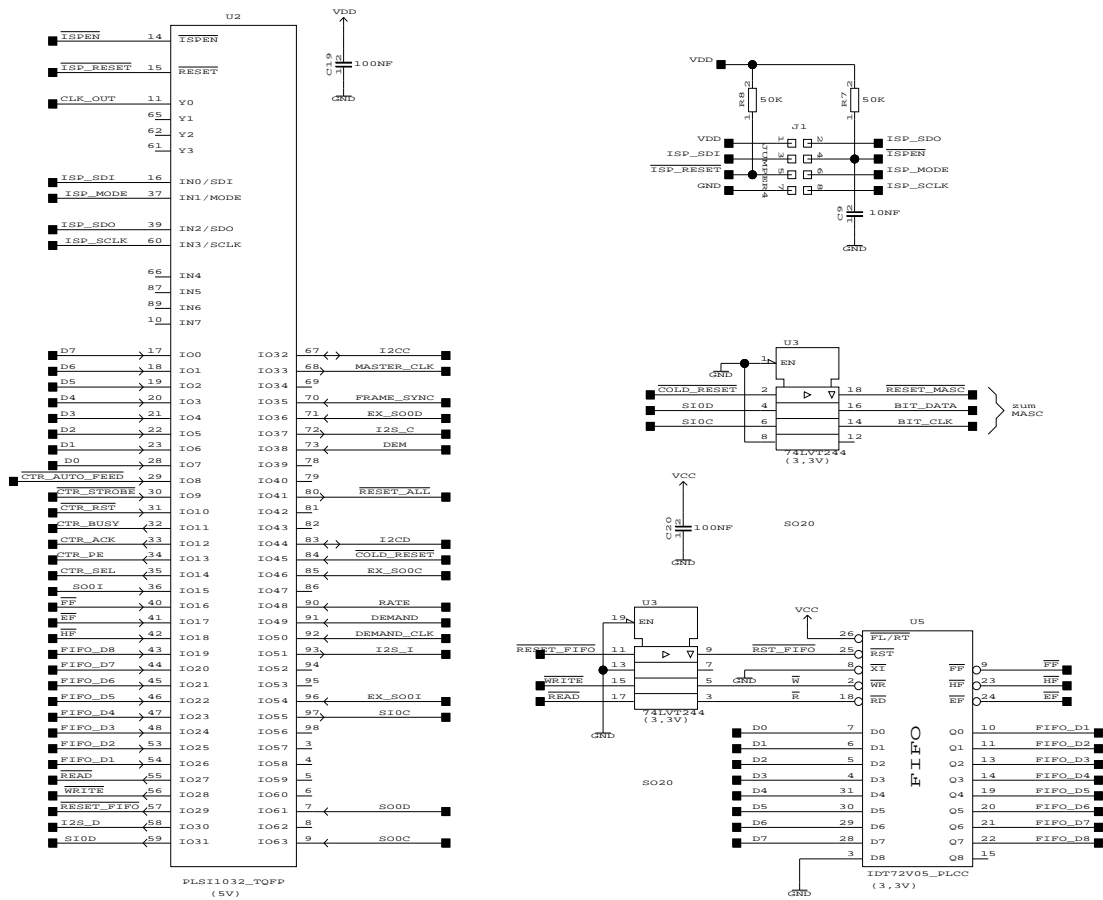 U2
VDD
ISPEN 14 ISPEN
C19 1 2 100NF
GND
ISP_RESET 15 RESET
CLK_OUT 11 Y0
65 Y1
62 Y2
61 Y3
ISP_SDI 16 IN0/SDI
ISP_MODE 37 IN1/MODE
ISP_SDO 39 IN2/SDO
ISP_SCLK 60 IN3/SCLK
66 IN4
87 IN5
89 IN6
10 IN7
D7 17 IO0 IO32 67 I2CC
D6 18 IO1 IO33 68 MASTER_CLK
D5 19 IO2 IO34 69
D4 20 IO3 IO35 70 FRAME_SYNC
D3 21 IO4 IO36 71 EX_SO0D
D2 22 IO5 IO37 72 I2S_C
D1 23 IO6 IO38 73 DEM
D0 28 IO7 IO39 78
CTR_AUTO_FEED 29 IO8 IO40 79
CTR_STROBE 30 IO9 IO41 80 RESET_ALL
CTR_RST 31 IO10 IO42 81
CTR_BUSY 32 IO11 IO43 82
CTR_ACK 33 IO12 IO44 83 I2CD
CTR_PE 34 IO13 IO45 84 COLD_RESET
CTR_SEL 35 IO14 IO46 85 EX_SO0C
SO0I 36 IO15 IO47 86
FF 40 IO16 IO48 90 RATE
EF 41 IO17 IO49 91 DEMAND
HF 42 IO18 IO50 92 DEMAND_CLK
FIFO_D8 43 IO19 IO51 93 I2S_I
FIFO_D7 44 IO20 IO52 94
FIFO_D6 45 IO21 IO53 95
FIFO_D5 46 IO22 IO54 96 EX_SO0I
FIFO_D4 47 IO23 IO55 97 SI0C
FIFO_D3 48 IO24 IO56 98
FIFO_D2 53 IO25 IO57 3
FIFO_D1 54 IO26 IO58 4
READ 55 IO27 IO59 5
WRITE 56 IO28 IO60 6
RESET_FIFO 57 IO29 IO61 7 SO0D
I2S_D 58 IO30 IO62 8
SI0D 59 IO31 IO63 9 SO0C
PLSI1032_TQFP
(5V)
VDD
R8 1 2 50K
R7 1 2 50K
J1
JUMPER4
VDD 1 2 ISP_SDO
ISP_SDI 3 4 ISPEN
ISP_RESET 5 6 ISP_MODE
GND 7 8 ISP_SCLK
C6 1 2 10NF
GND
U3
GND 1 EN
COLD_RESET 2 18 RESET_MASC
SI0D 4 16 BIT_DATA
SI0C 6 14 BIT_CLK
8 12
zum
MASC
74LVT244
(3,3V)
VCC
C20 1 2 100NF
GND
SO20
U3
19 EN
RESET_FIFO 11 9 RST_FIFO
13 7
WRITE 15 5 W
READ 17 3 R
74LVT244
(3,3V)
GND
SO20
VCC
GND
U5
26 FL/RT
25 RST
8 XI FF 9 FF
2 WR HF 23 HF
18 RD EF 24 EF
FIFO
D0 7 D0 Q0 10 FIFO_D1
D1 6 D1 Q1 11 FIFO_D2
D2 5 D2 Q2 13 FIFO_D3
D3 4 D3 Q3 14 FIFO_D4
D4 31 D4 Q4 19 FIFO_D5
D5 30 D5 Q5 20 FIFO_D6
D6 29 D6 Q6 21 FIFO_D7
D7 28 D7 Q7 22 FIFO_D8
3 D8 Q8 15
GND
IDT72V05_PLCC
(3,3V)